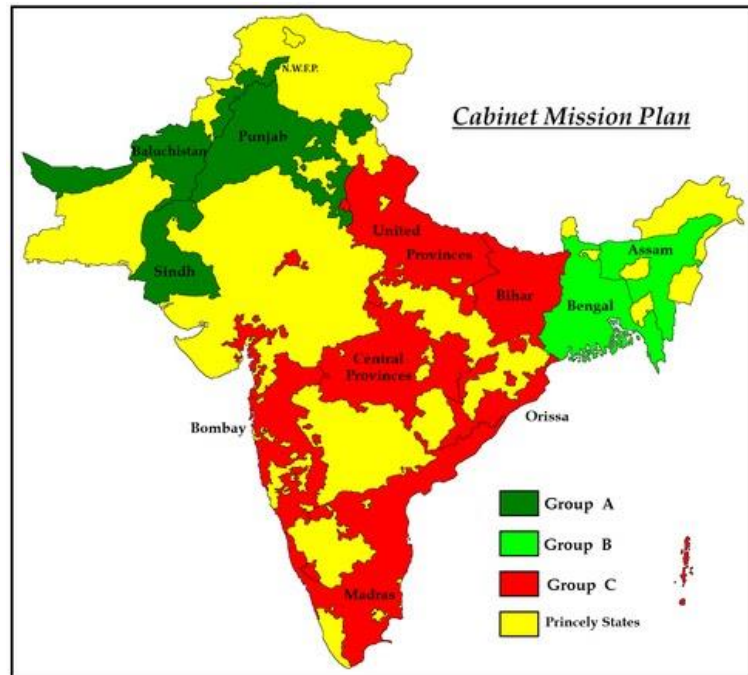 N.W.F.P.
Cabinet Mission Plan
Punjab
Baluchistan
United
Provinces
Assam
Sindh
Bihar
Bengal
Central
Provinces
Bombay
Orissa
Group A
Group B
Group C
Madras
Princely States